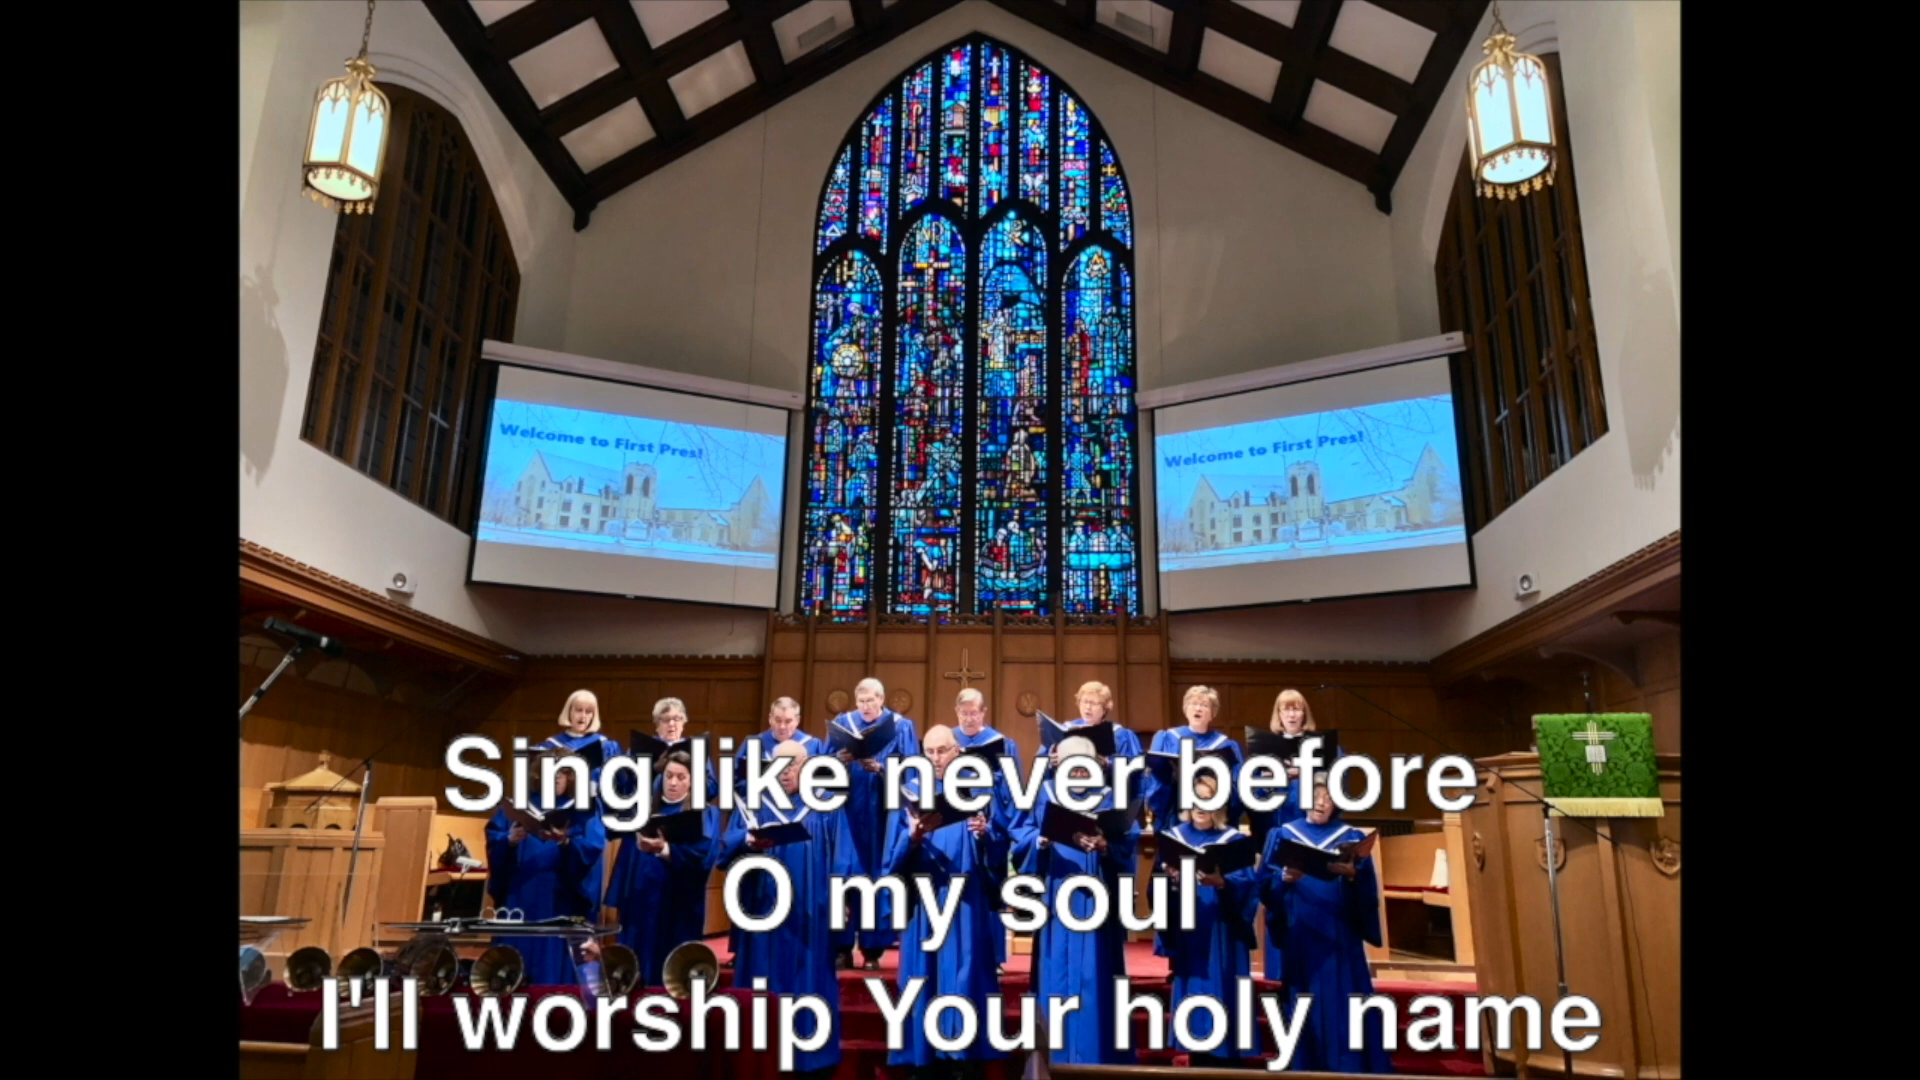 Welcome to First Pres!
Welcome to First Pres!
Sing like never before
O my soul
I'll worship Your holy name